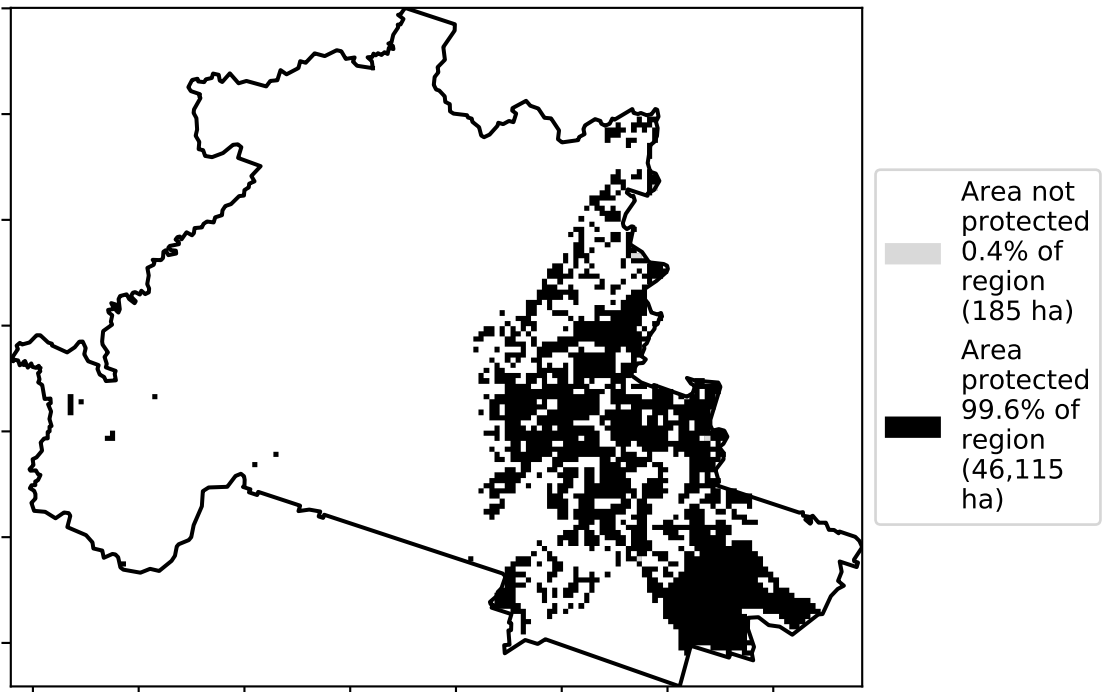 Area not
protected
0.4% of
region
(185 ha)
Area
protected
99.6% of
region
(46,115
ha)